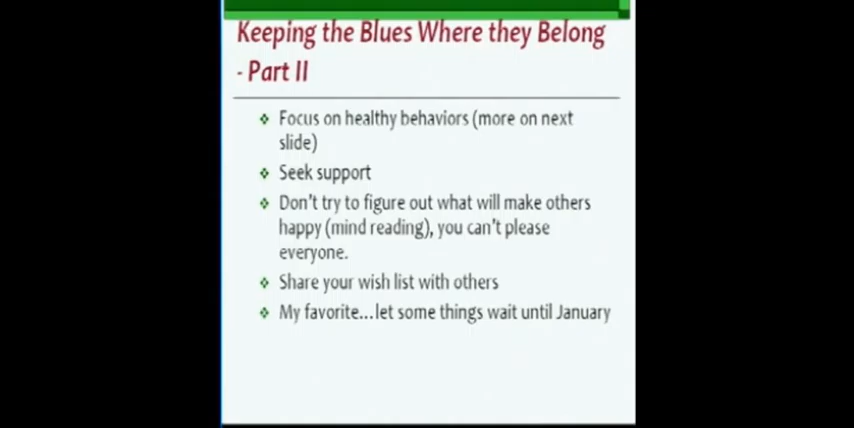 Keeping the Blues Where they Belong
- Part II
❖ Focus on healthy behaviors (more on next
slide)
❖ Seek support
❖ Don't try to figure out what will make others
happy (mind reading), you can't please
everyone.
❖ Share your wish list with others
❖ My favorite...let some things wait until January